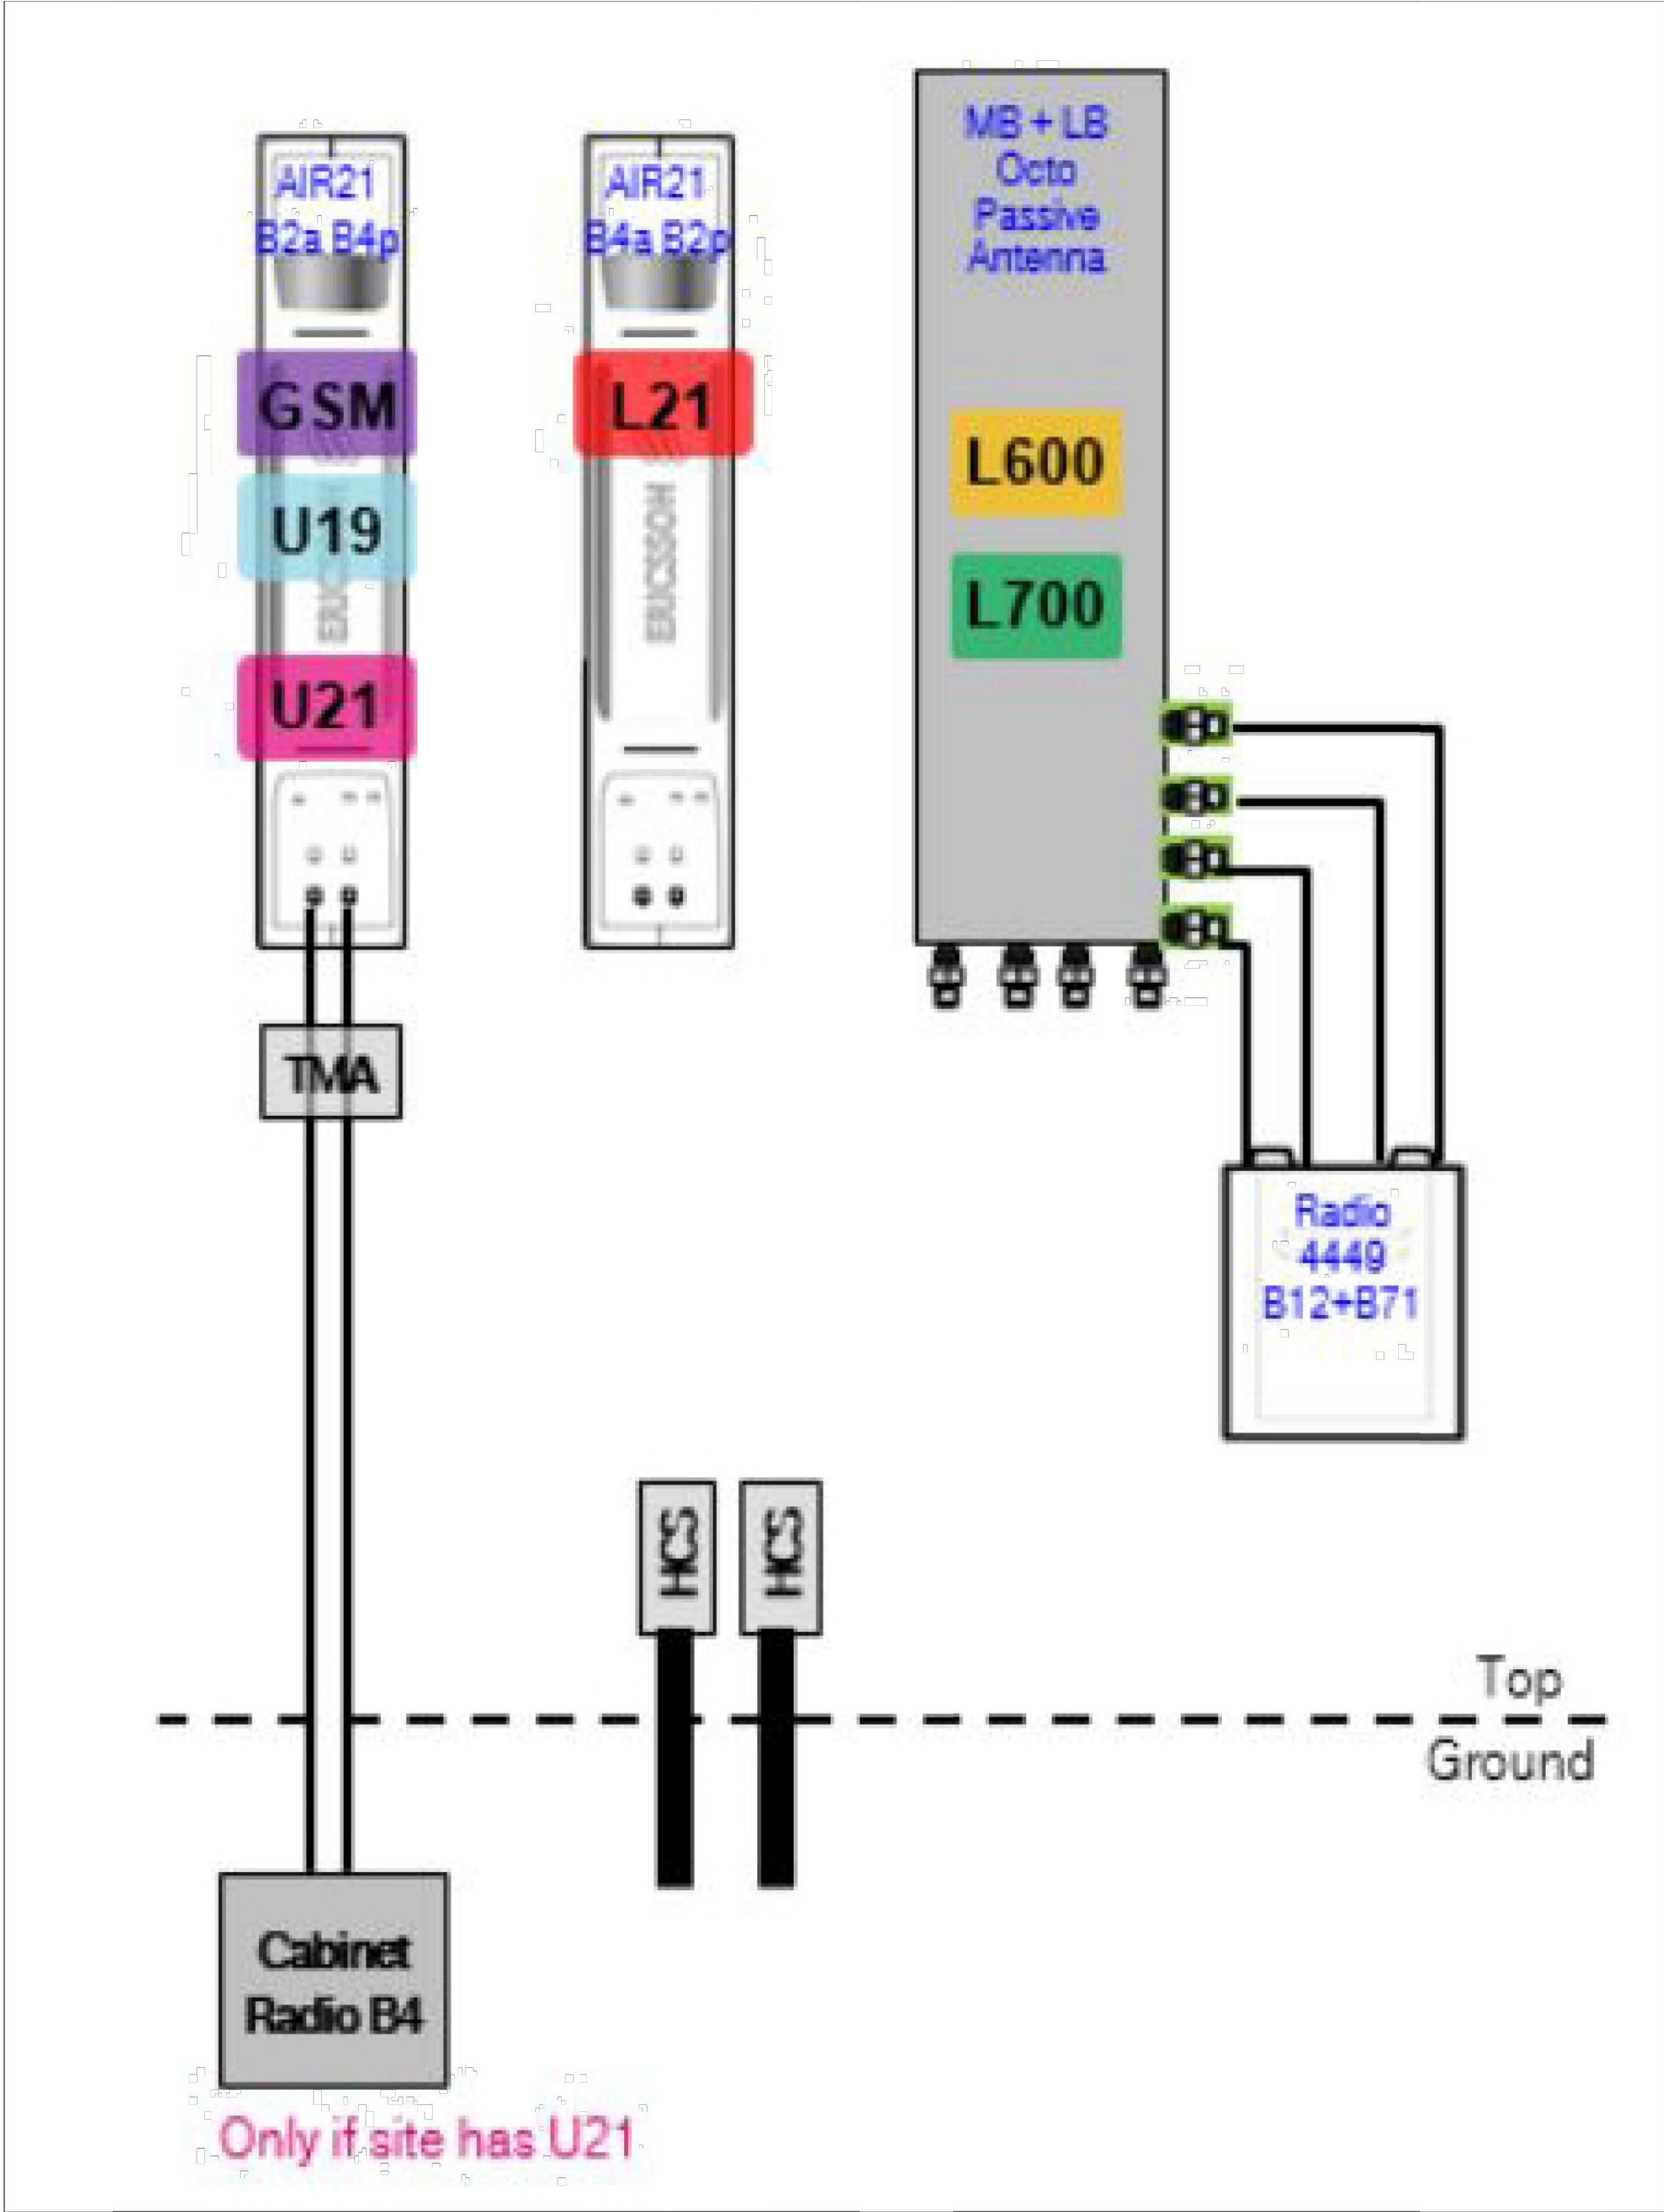 AIR21
B2a B4p
GSM
U19
U21
AIR21
B4a B2p
L21
ERICSSON
MB + LB
Octo
Passive
Antenna
L600
L700
TMA
Radio
4449
B12+B71
HCS
HCS
Top
Ground
Cabinet
Radio B4
Only if site has U21